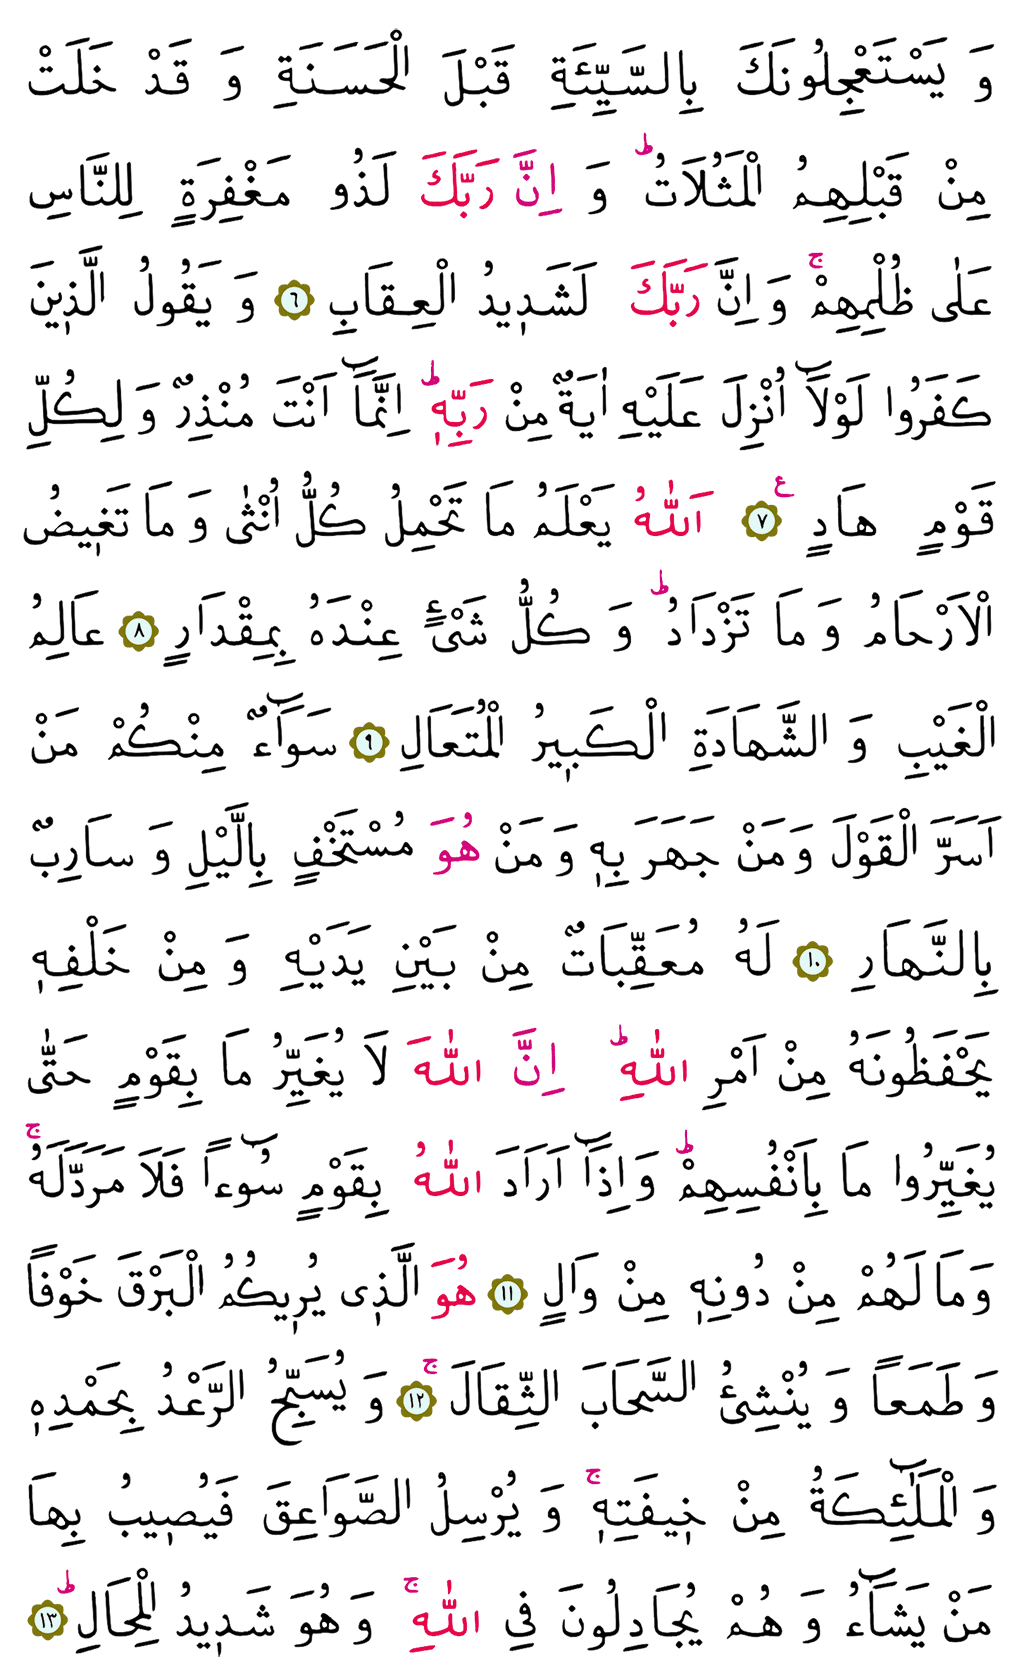 وَ يَسْتَعْجِلُونَكَ بِالسَّيِّئَةِ قَبْلَ الْحَسَنَةِ وَ قَدْ خَلَتْ
مِنْ قَبْلِهِمُ الْمَثُلَاتُ ؕ وَ اِنَّ رَبَّكَ لَذُو مَغْفِرَةٍ لِلنَّاسِ
عَلٰى ظُلْمِهِمْ ۚ وَ اِنَّ رَبَّكَ لَشَدٖيدُ الْعِقَابِ ﴿٦﴾ وَ يَقُولُ الَّذٖينَ
كَفَرُوا لَوْلَٓا اُنْزِلَ عَلَيْهِ اٰيَةٌ مِنْ رَبِّهٖ ؕ اِنَّمَٓا اَنْتَ مُنْذِرٌ وَ لِكُلِّ
قَوْمٍ هَادٍ ﴿٧﴾ ع اَللّٰهُ يَعْلَمُ مَا تَحْمِلُ كُلُّ اُنْثٰى وَ مَا تَغٖيضُ
الْاَرْحَامُ وَ مَا تَزْدَادُ ؕ وَ كُلُّ شَىْءٍ عِنْدَهُ بِمِقْدَارٍ ﴿٨﴾ عَالِمُ
الْغَيْبِ وَ الشَّهَادَةِ الْكَبٖيرُ الْمُتَعَالِ ﴿٩﴾ سَوَٓاءٌ مِنْكُمْ مَنْ
اَسَرَّ الْقَوْلَ وَ مَنْ جَهَرَ بِهٖ وَ مَنْ هُوَ مُسْتَخْفٍ بِالَّيْلِ وَ سَارِبٌ
بِالنَّهَارِ ﴿١٠﴾ لَهُ مُعَقِّبَاتٌ مِنْ بَيْنِ يَدَيْهِ وَ مِنْ خَلْفِهٖ
يَحْفَظُونَهُ مِنْ اَمْرِ اللّٰهِ ؕ اِنَّ اللّٰهَ لَا يُغَيِّرُ مَا بِقَوْمٍ حَتّٰى
يُغَيِّرُوا مَا بِاَنْفُسِهِمْ ؕ وَ اِذَٓا اَرَادَ اللّٰهُ بِقَوْمٍ سُٓوءاً فَلَا مَرَدَّ لَهُ ۚ
وَ مَا لَهُمْ مِنْ دُونِهٖ مِنْ وَالٍ ﴿١١﴾ هُوَ الَّذٖى يُرٖيكُمُ الْبَرْقَ خَوْفاً
وَ طَمَعاً وَ يُنْشِئُ السَّحَابَ الثِّقَالَ ۚ ﴿١٢﴾ وَ يُسَبِّحُ الرَّعْدُ بِحَمْدِهٖ
وَ الْمَلٰٓئِكَةُ مِنْ خٖيفَتِهٖ ۚ وَ يُرْسِلُ الصَّوَاعِقَ فَيُصٖيبُ بِهَا
مَنْ يَشَٓاءُ وَ هُمْ يُجَادِلُونَ فِى اللّٰهِ ۚ وَ هُوَ شَدٖيدُ الْمِحَالِ ؕ ﴿١٣﴾